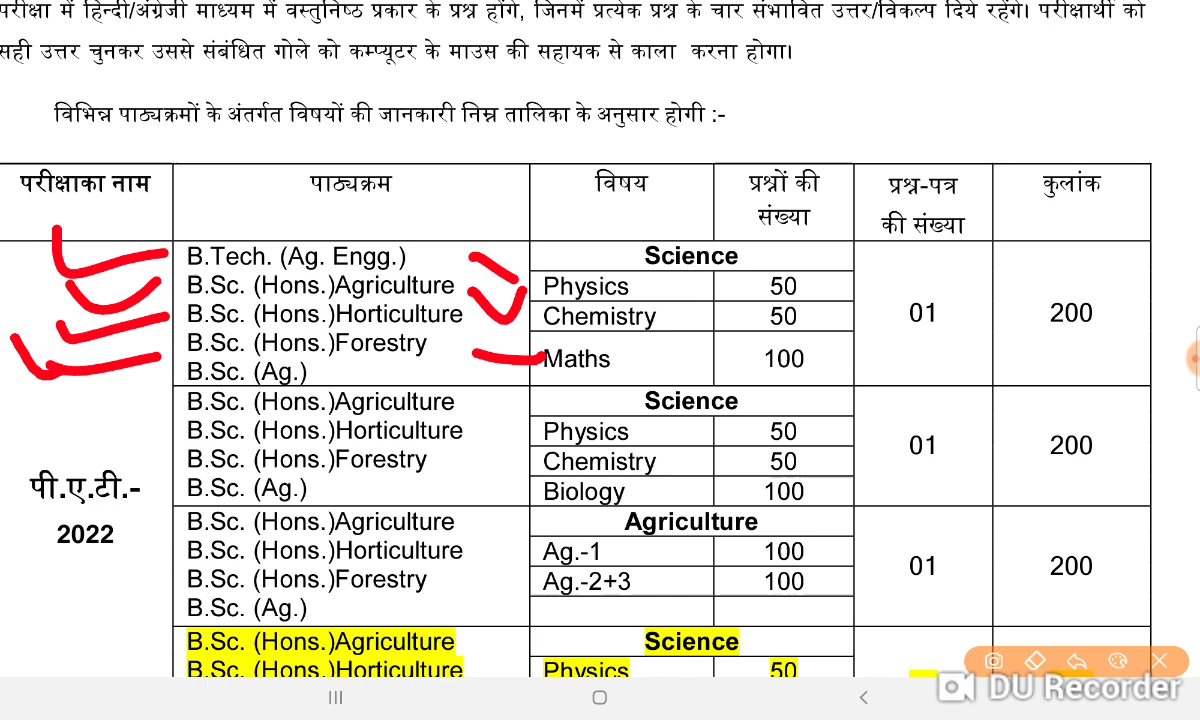 परीक्षा में हिन्दी/अंग्रेजी माध्यम में वस्तुनिष्ठ प्रकार के प्रश्न होंगे, जिनमें प्रत्येक प्रश्न के चार संभावित उत्तर/विकल्प दिये रहेंगे। परीक्षार्थी को
सही उत्तर चुनकर उससे संबंधित गोले को कम्प्यूटर के माउस की सहायक से काला करना होगा।
विभिन्न पाठ्यक्रमों के अंतर्गत विषयों की जानकारी निम्न तालिका के अनुसार होगी :-
परीक्षाका नाम पाठ्यक्रम विषय प्रश्नों की संख्या प्रश्न-पत्र की संख्या कुलांक
पी.ए.टी.-
2022
B.Tech. (Ag. Engg.) Science
B.Sc. (Hons.)Agriculture Physics 50
B.Sc. (Hons.)Horticulture Chemistry 50 01 200
B.Sc. (Hons.)Forestry Maths 100
B.Sc. (Ag.)
B.Sc. (Hons.)Agriculture Science
B.Sc. (Hons.)Horticulture Physics 50 01 200
B.Sc. (Hons.)Forestry Chemistry 50
B.Sc. (Ag.) Biology 100
B.Sc. (Hons.)Agriculture Agriculture
B.Sc. (Hons.)Horticulture Ag.-1 100 01 200
B.Sc. (Hons.)Forestry Ag.-2+3 100
B.Sc. (Ag.)
B.Sc. (Hons.)Agriculture Science
B.Sc. (Hons.)Horticulture Physics 50
DU Recorder